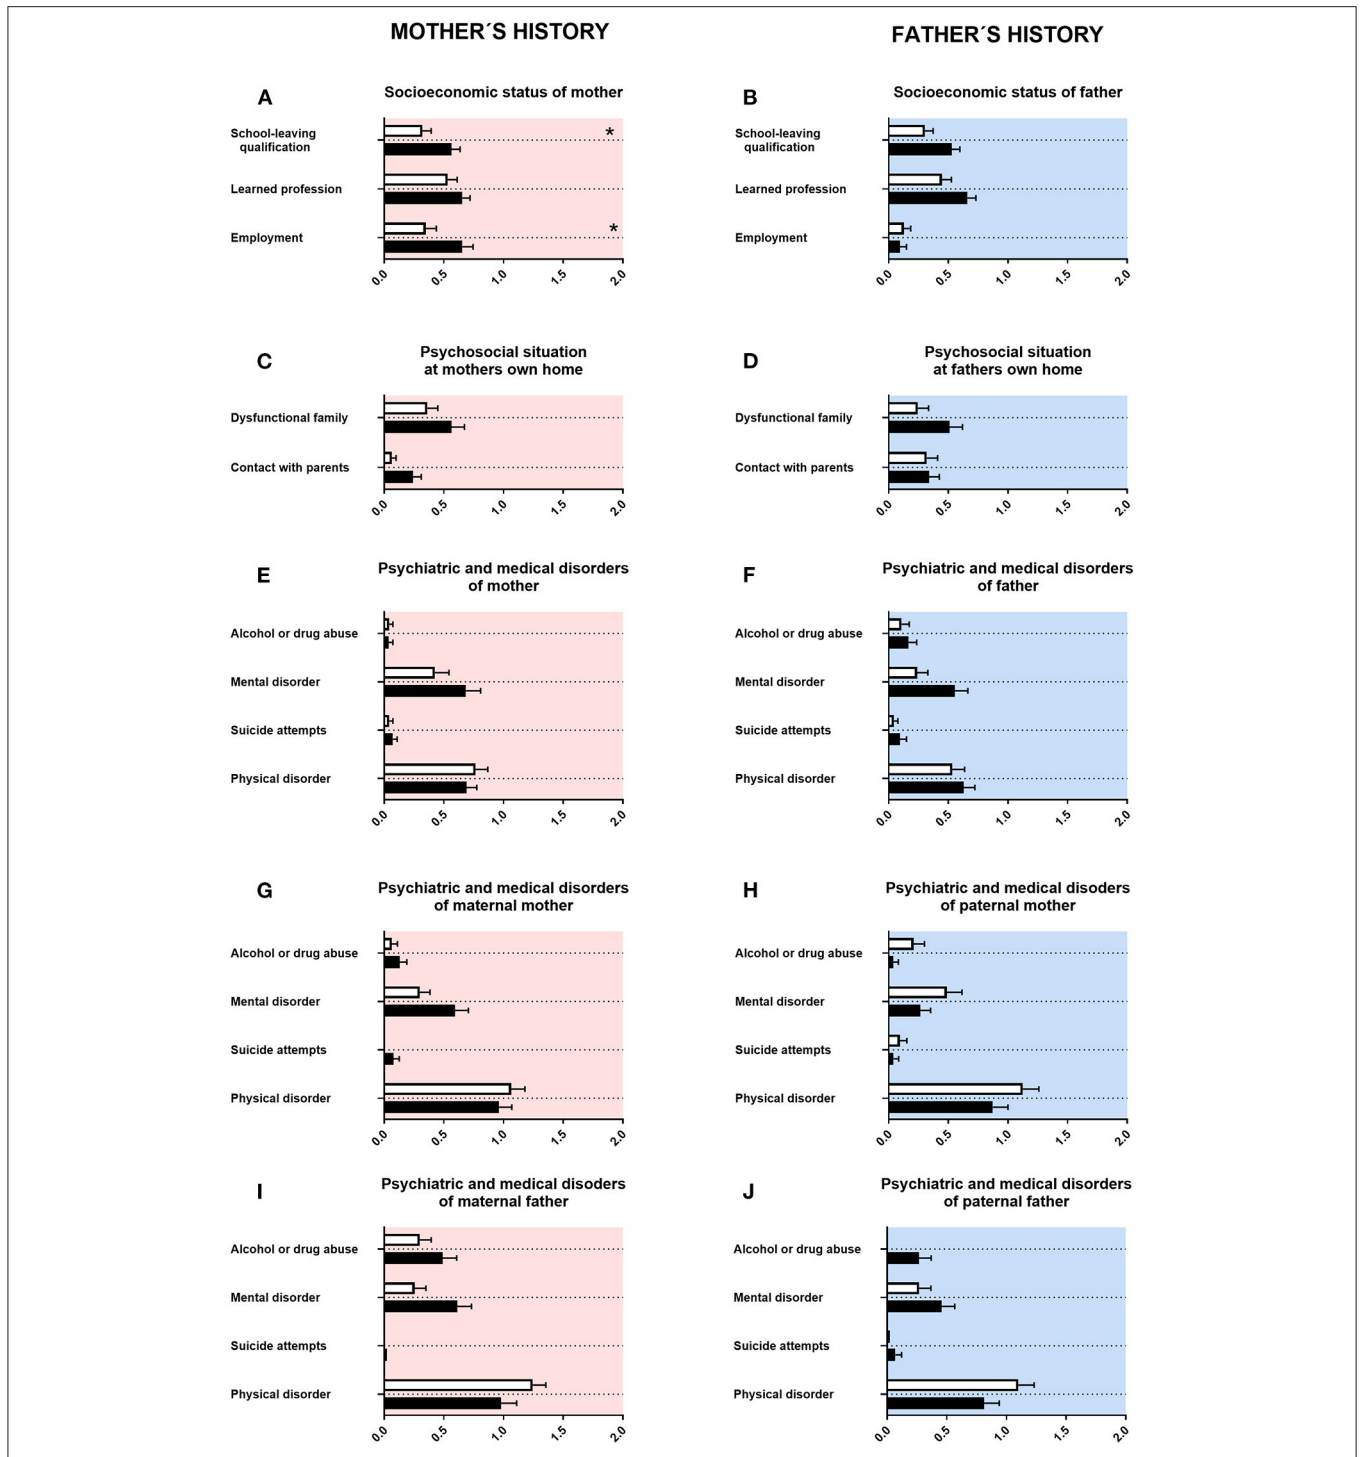 MOTHER´S HISTORY
FATHER´S HISTORY
A
Socioeconomic status of mother
School-leaving
qualification
*
Learned profession
Employment
*
0.0 0.5 1.0 1.5 2.0
B
Socioeconomic status of father
School-leaving
qualification
Learned profession
Employment
0.0 0.5 1.0 1.5 2.0
C
Psychosocial situation
at mothers own home
Dysfunctional family
Contact with parents
0.0 0.5 1.0 1.5 2.0
D
Psychosocial situation
at fathers own home
Dysfunctional family
Contact with parents
0.0 0.5 1.0 1.5 2.0
E
Psychiatric and medical disorders
of mother
Alcohol or drug abuse
Mental disorder
Suicide attempts
Physical disorder
0.0 0.5 1.0 1.5 2.0
F
Psychiatric and medical disorders
of father
Alcohol or drug abuse
Mental disorder
Suicide attempts
Physical disorder
0.0 0.5 1.0 1.5 2.0
G
Psychiatric and medical disorders
of maternal mother
Alcohol or drug abuse
Mental disorder
Suicide attempts
Physical disorder
0.0 0.5 1.0 1.5 2.0
H
Psychiatric and medical disoders
of paternal mother
Alcohol or drug abuse
Mental disorder
Suicide attempts
Physical disorder
0.0 0.5 1.0 1.5 2.0
I
Psychiatric and medical disoders
of maternal father
Alcohol or drug abuse
Mental disorder
Suicide attempts
Physical disorder
0.0 0.5 1.0 1.5 2.0
J
Psychiatric and medical disorders
of paternal father
Alcohol or drug abuse
Mental disorder
Suicide attempts
Physical disorder
0.0 0.5 1.0 1.5 2.0